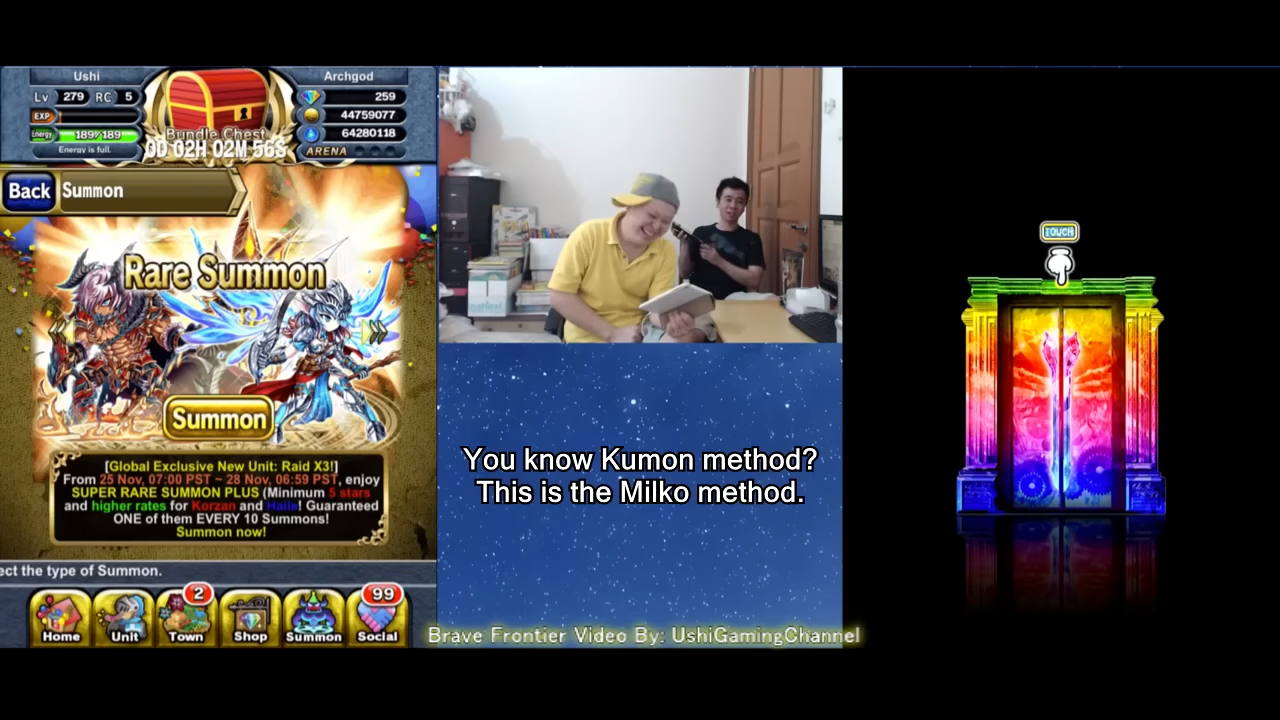 Ushi
Archgod
Lv 279 RC 5
259
EXP
44759077
Energy 189/189
64280118
Energy is full.
ARENA
Bundle Chest
0D 02H 02M 56S
Back
Summon
Rare Summon
Summon
[Global Exclusive New Unit: Raid X3!]
From 25 Nov, 07:00 PST ~ 28 Nov, 06:59 PST, enjoy
SUPER RARE SUMMON PLUS (Minimum 5 stars
and higher rates for Korzan and Haile! Guaranteed
ONE of them EVERY 10 Summons!
Summon now!
ect the type of Summon.
2
99
Home
Unit
Town
Shop
Summon
Social
You know Kumon method?
This is the Milko method.
Brave Frontier Video By: UshiGamingChannel
TOUCH